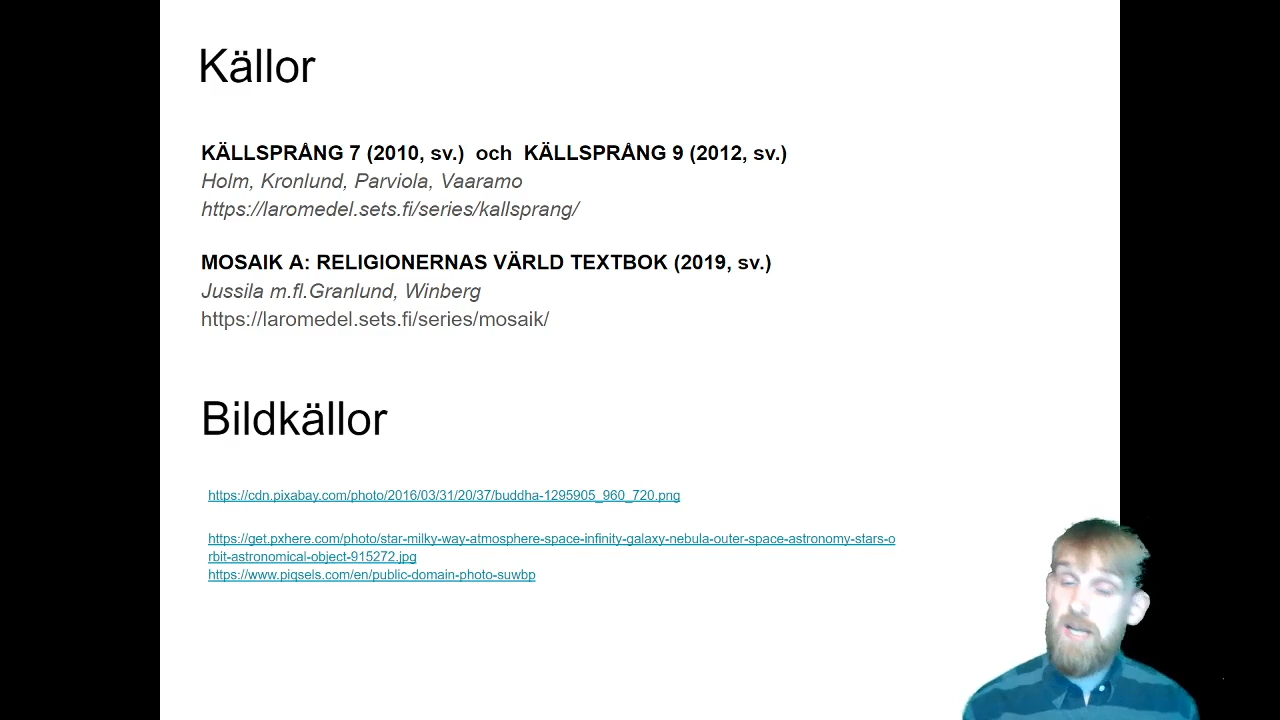 Källor
KÄLLSPRÅNG 7 (2010, sv.) och KÄLLSPRÅNG 9 (2012, sv.)
Holm, Kronlund, Parviola, Vaaramo
https://laromedel.sets.fi/series/kallsprang/
MOSAIK A: RELIGIONERNAS VÄRLD TEXTBOK (2019, sv.)
Jussila m.fl.Granlund, Winberg
https://laromedel.sets.fi/series/mosaik/
Bildkällor
https://cdn.pixabay.com/photo/2016/03/31/20/37/buddha-1295905_960_720.png
https://get.pxhere.com/photo/star-milky-way-atmosphere-space-infinity-galaxy-nebula-outer-space-astronomy-stars-o
rbit-astronomical-object-915272.jpg
https://www.piqsels.com/en/public-domain-photo-suwbp